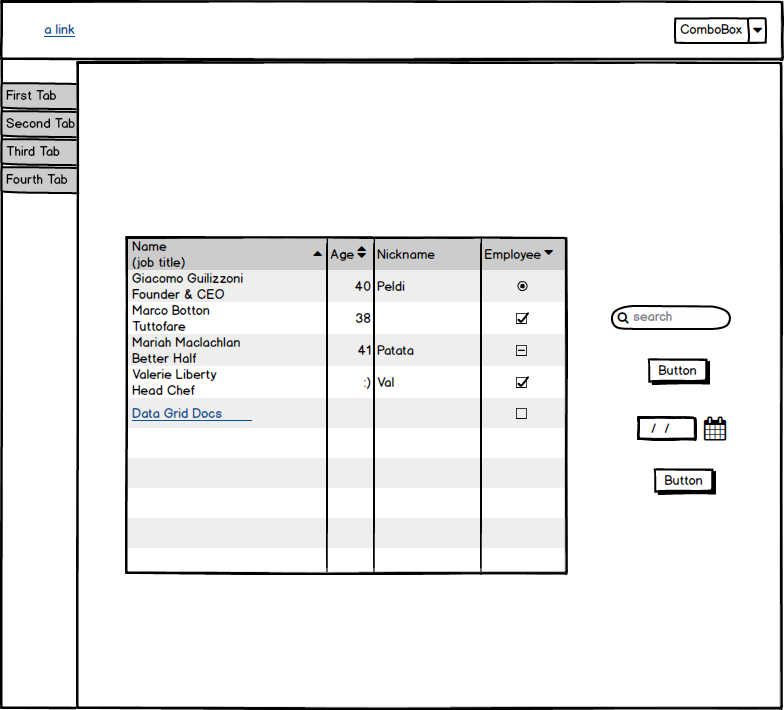 a link
ComboBox
First Tab
Second Tab
Third Tab
Fourth Tab
Name
(job title)
Age
Nickname
Employee
Giacomo Guilizzoni
Founder & CEO
40
Peldi
Marco Botton
Tuttofare
38
Mariah Maclachlan
Better Half
41
Patata
Valerie Liberty
Head Chef
:)
Val
Data Grid Docs
search
Button
/ /
Button